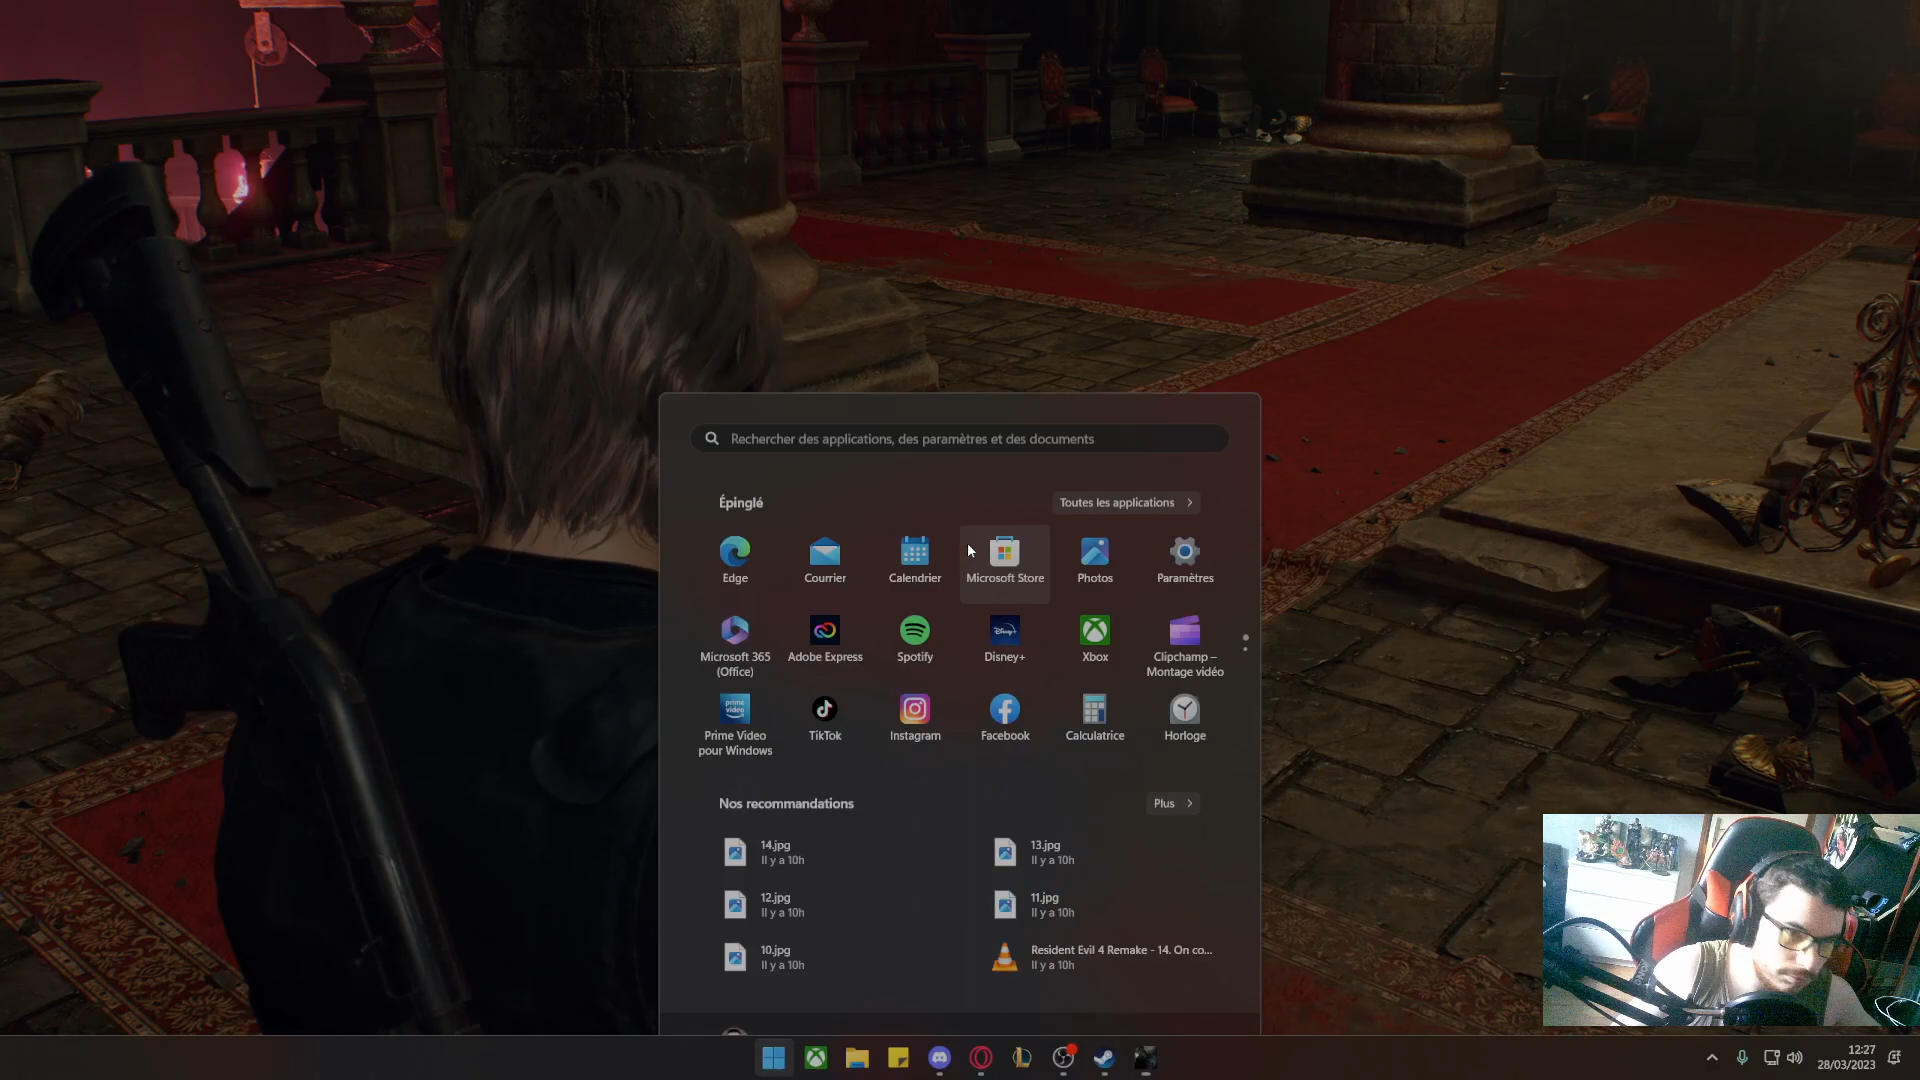 Rechercher des applications, des paramètres et des documents
Épinglé
Toutes les applications
Edge
Courrier
Calendrier
Microsoft Store
Photos
Paramètres
Microsoft 365
(Office)
Adobe Express
Spotify
Disney+
Xbox
Clipchamp –
Montage vidéo
Prime Video
pour Windows
TikTok
Instagram
Facebook
Calculatrice
Horloge
Nos recommandations
Plus
14.jpg
Il y a 10h
13.jpg
Il y a 10h
12.jpg
Il y a 10h
11.jpg
Il y a 10h
10.jpg
Il y a 10h
Resident Evil 4 Remake - 14. On co...
Il y a 10h
12:27
28/03/2023